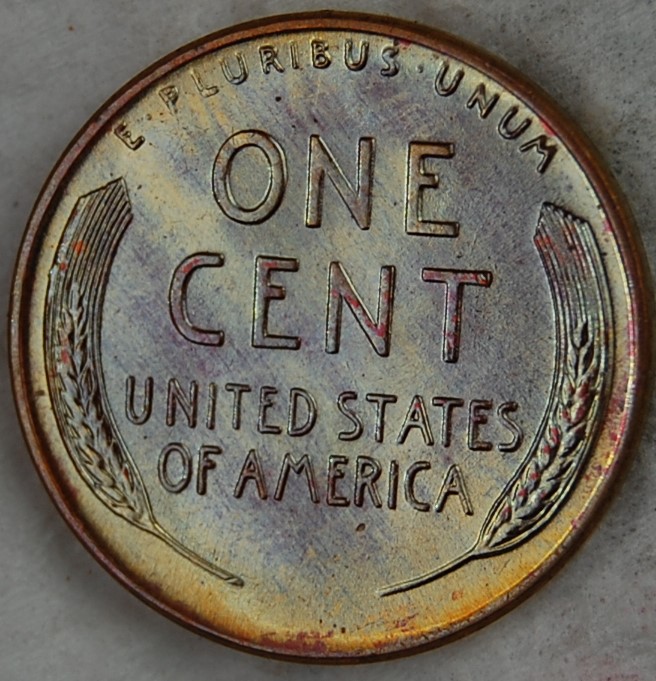 E · PLURIBUS · UNUM
ONE
CENT
UNITED STATES
OF AMERICA